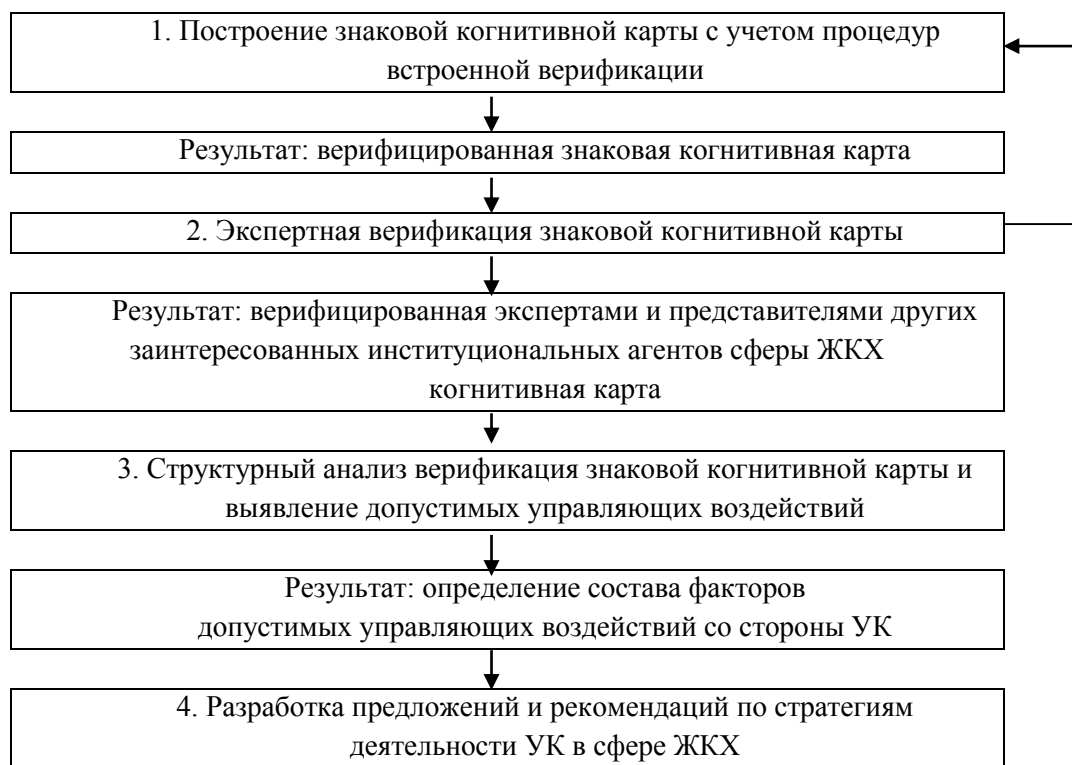 1. Построение знаковой когнитивной карты с учетом процедур
встроенной верификации
Результат: верифицированная знаковая когнитивная карта
2. Экспертная верификация знаковой когнитивной карты
Результат: верифицированная экспертами и представителями других
заинтересованных институциональных агентов сферы ЖКХ
когнитивная карта
3. Структурный анализ верификация знаковой когнитивной карты и
выявление допустимых управляющих воздействий
Результат: определение состава факторов
допустимых управляющих воздействий со стороны УК
4. Разработка предложений и рекомендаций по стратегиям
деятельности УК в сфере ЖКХ